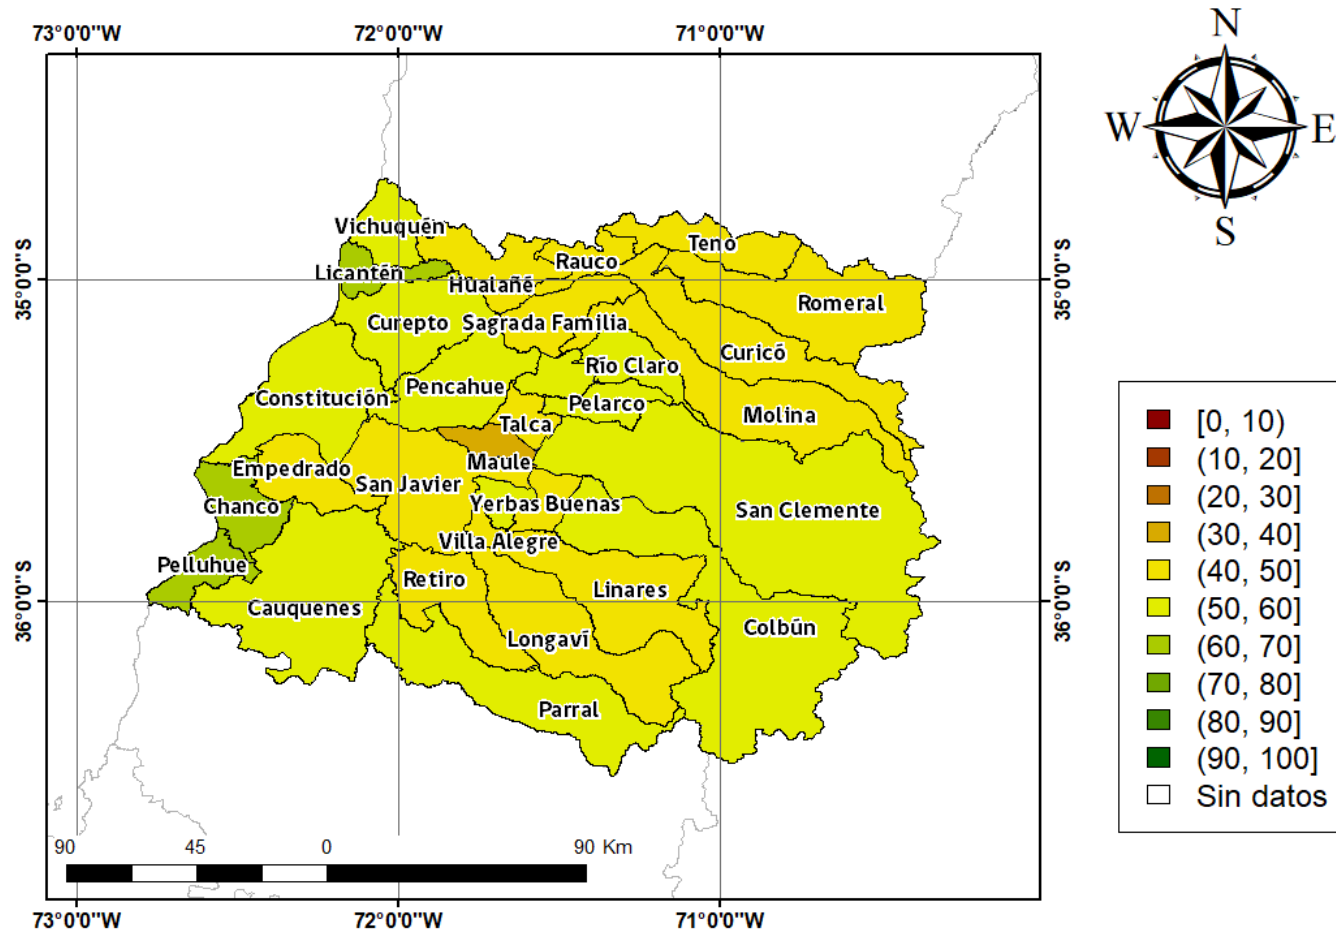 73°0'0"W
72°0'0"W
71°0'0"W
N
W
E
S
35°0'0"S
35°0'0"S
36°0'0"S
36°0'0"S
Vichuquén
Licantén
Hualañé
Rauco
Teno
Romeral
Curepto
Sagrada Familia
Curicó
Río Claro
Pencahue
Constitución
Pelarco
Molina
Talca
Maule
Empedrado
San Javier
Chanco
Yerbas Buenas
San Clemente
Villa Alegre
Pelluhue
Retiro
Linares
Cauquenes
Colbún
Longaví
Parral
90
45
0
90 Km
73°0'0"W
72°0'0"W
71°0'0"W
[0, 10)
(10, 20]
(20, 30]
(30, 40]
(40, 50]
(50, 60]
(60, 70]
(70, 80]
(80, 90]
(90, 100]
Sin datos